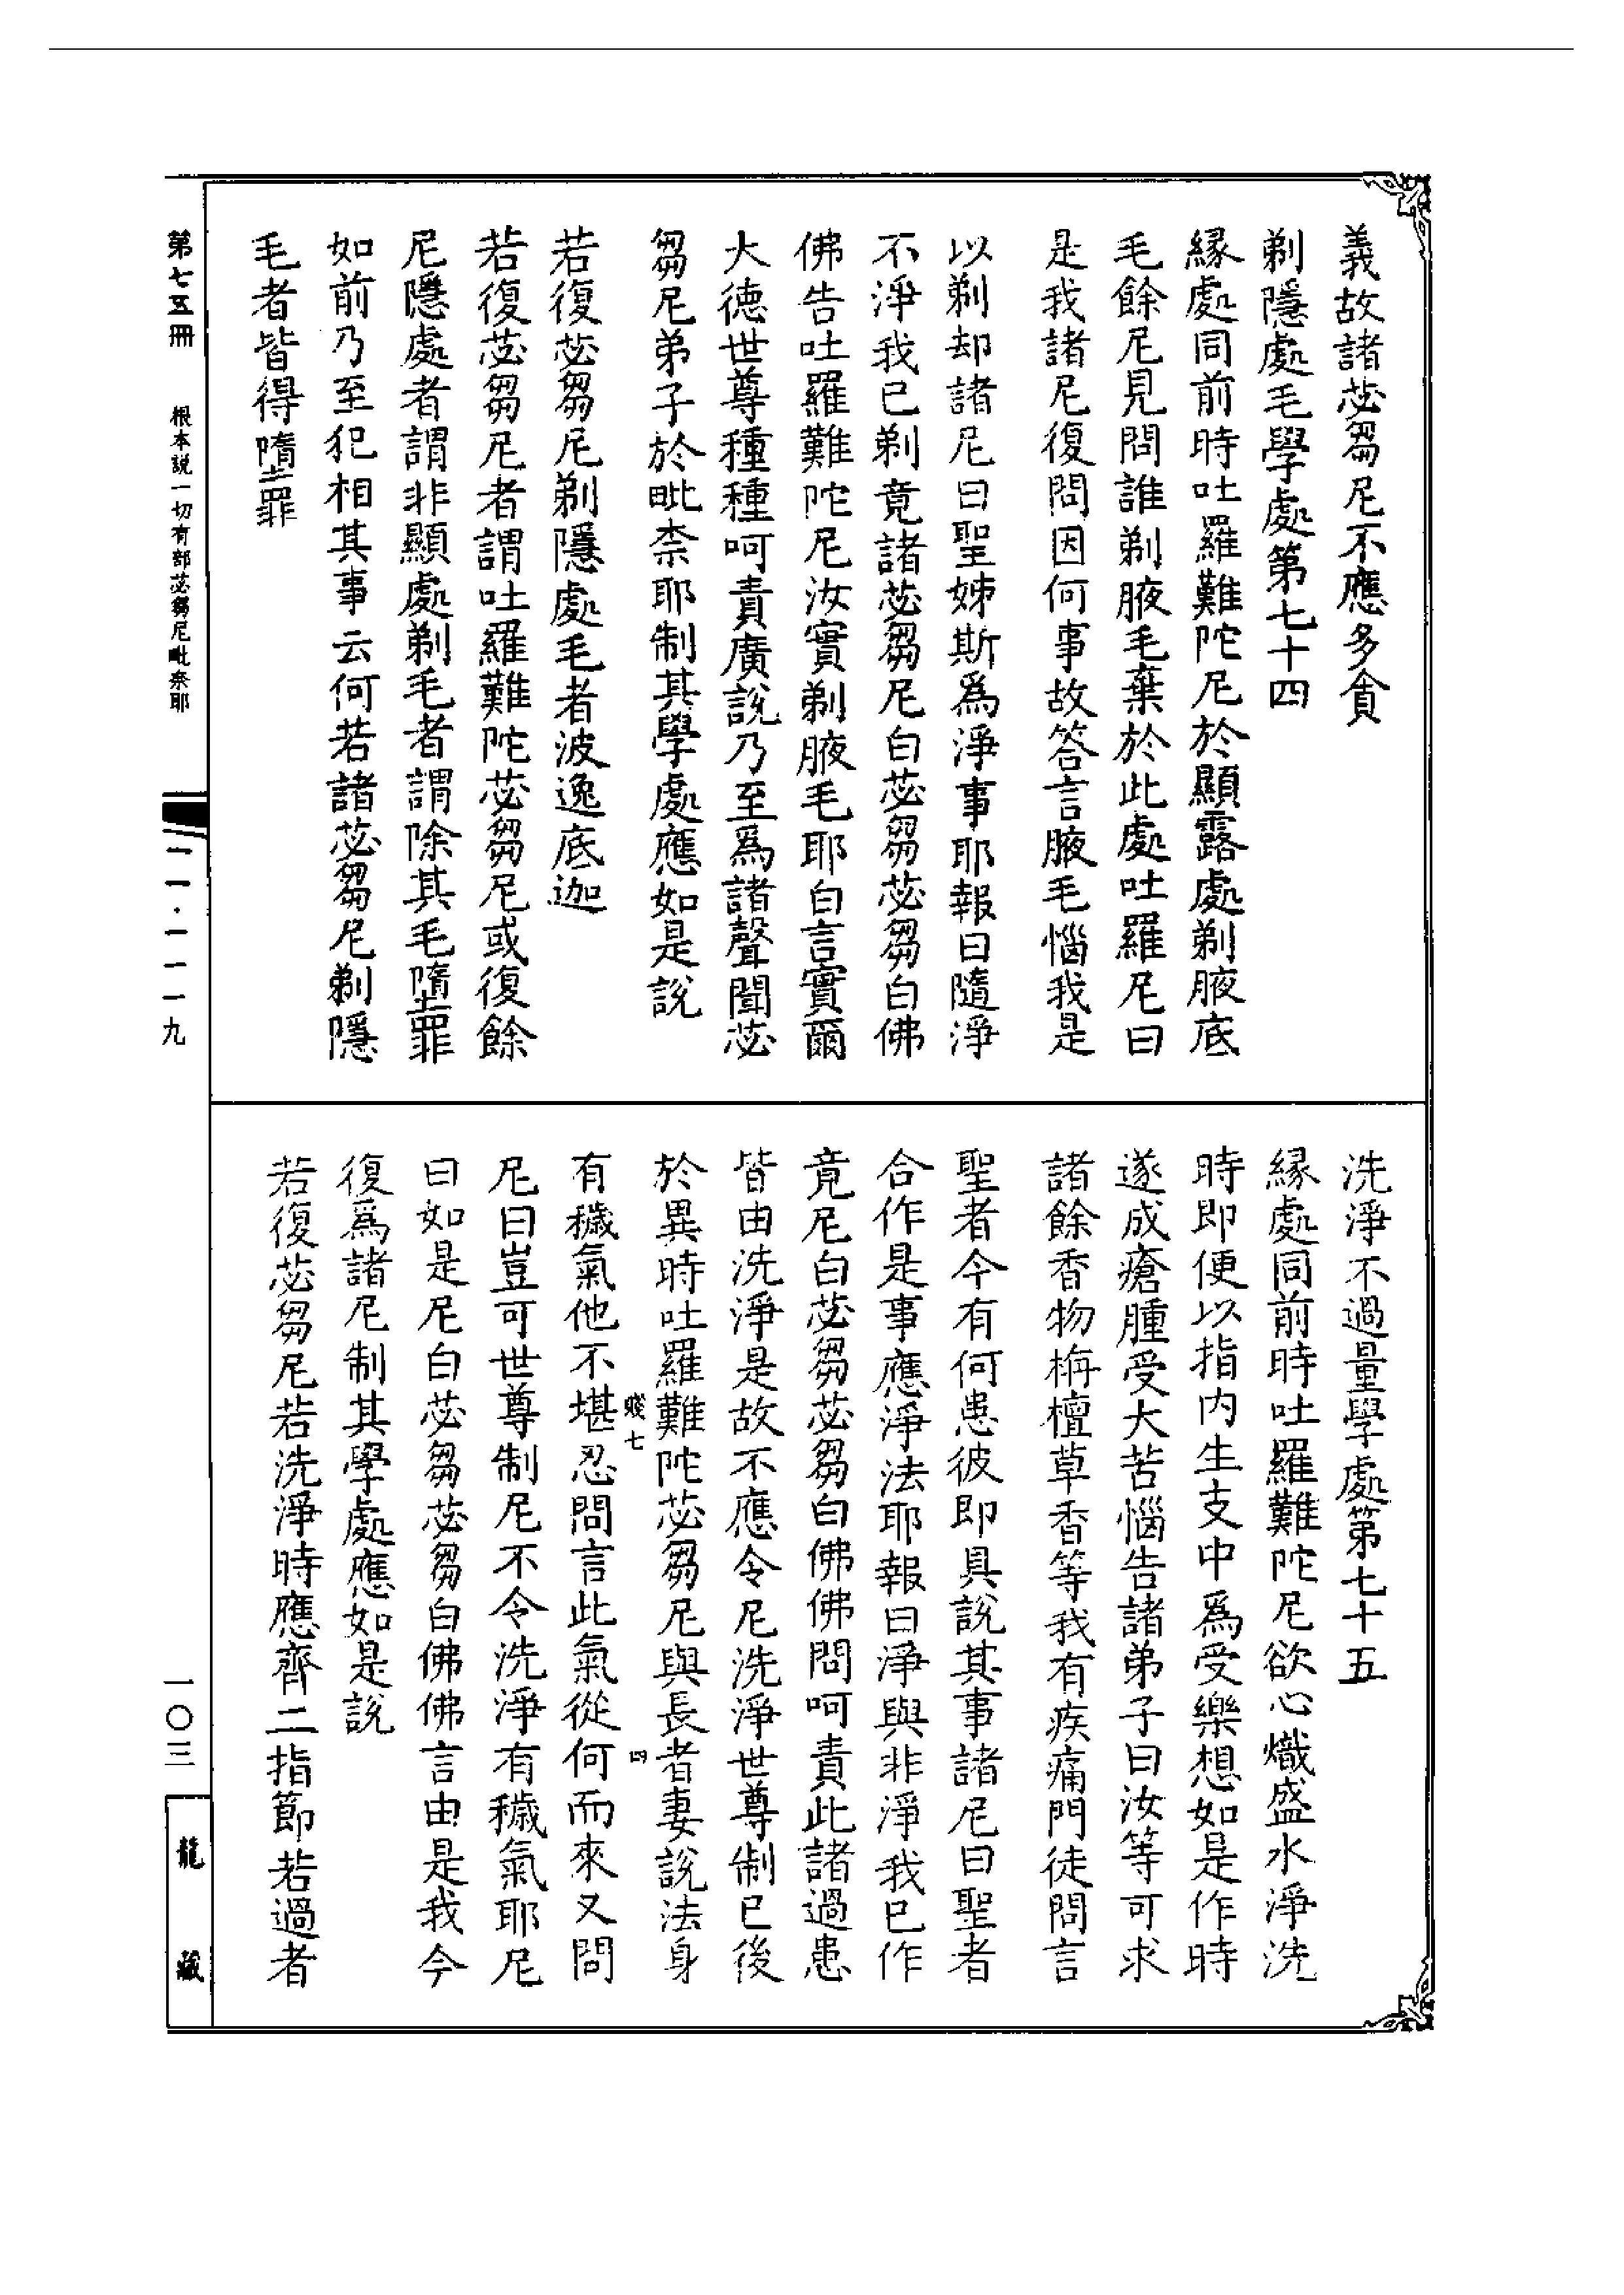 義故諸苾芻尼不應多貪
剃隱處毛學處第七十四
緣處同前時吐羅難陀尼於顯露處剃腋底
毛餘尼見問誰剃腋毛棄於此處吐羅尼曰
是我諸尼復問因何事故答言腋毛惱我是
以剃却諸尼曰聖姊斯為淨事耶報曰隨淨
不淨我已剃竟諸苾芻尼白苾芻苾芻白佛
佛告吐羅難陀尼汝實剃腋毛耶白言實爾
大德世尊種種呵責廣說乃至為諸聲聞苾
芻尼弟子於毗柰耶制其學處應如是說
若復苾芻尼剃隱處毛者波逸底迦
若復苾芻尼者謂吐羅難陀苾芻尼或復餘
尼隱處者謂非顯處剃毛者謂除其毛墮罪
如前乃至犯相其事云何若諸苾芻尼剃隱
毛者皆得墮罪
洗淨不過量學處第七十五
緣處同前時吐羅難陀尼欲心熾盛水淨洗
時即便以指內生支中為受樂想如是作時
遂成瘡腫受大苦惱告諸弟子曰汝等可求
諸餘香物栴檀草香等我有疾痛門徒問言
聖者今有何患彼即具說其事諸尼曰聖者
合作是事應淨法耶報曰淨與非淨我已作
竟尼白苾芻苾芻白佛佛問呵責此諸過患
皆由洗淨是故不應令尼洗淨世尊制已後
於異時吐羅難陀苾芻尼與長者妻說法身
有穢氣他不堪忍問言此氣從何而來又問
尼曰豈可世尊制尼不令洗淨有穢氣耶尼
曰如是尼白苾芻苾芻白佛佛言由是我今
復為諸尼制其學處應如是說
若復苾芻尼若洗淨時應齊二指節若過者
第七五冊
根本說一切有部苾芻尼毗奈耶
一一·一一一九
一〇三
龍藏
四